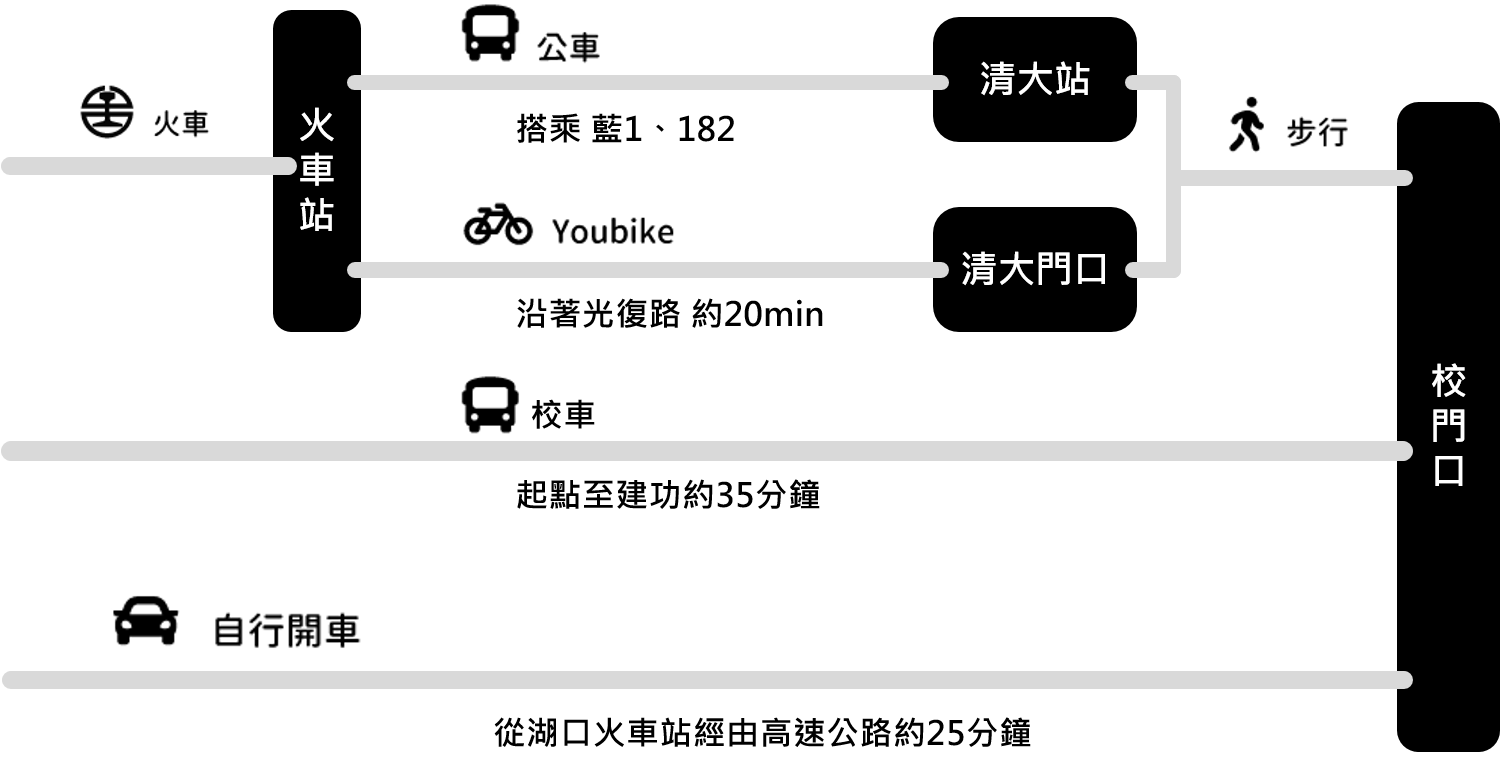 火車
火車站
公車
搭乘 藍1、182
清大站
Youbike
沿著光復路 約20min
清大門口
步行
校車
起點至建功約35分鐘
自行開車
從湖口火車站經由高速公路約25分鐘
校門口